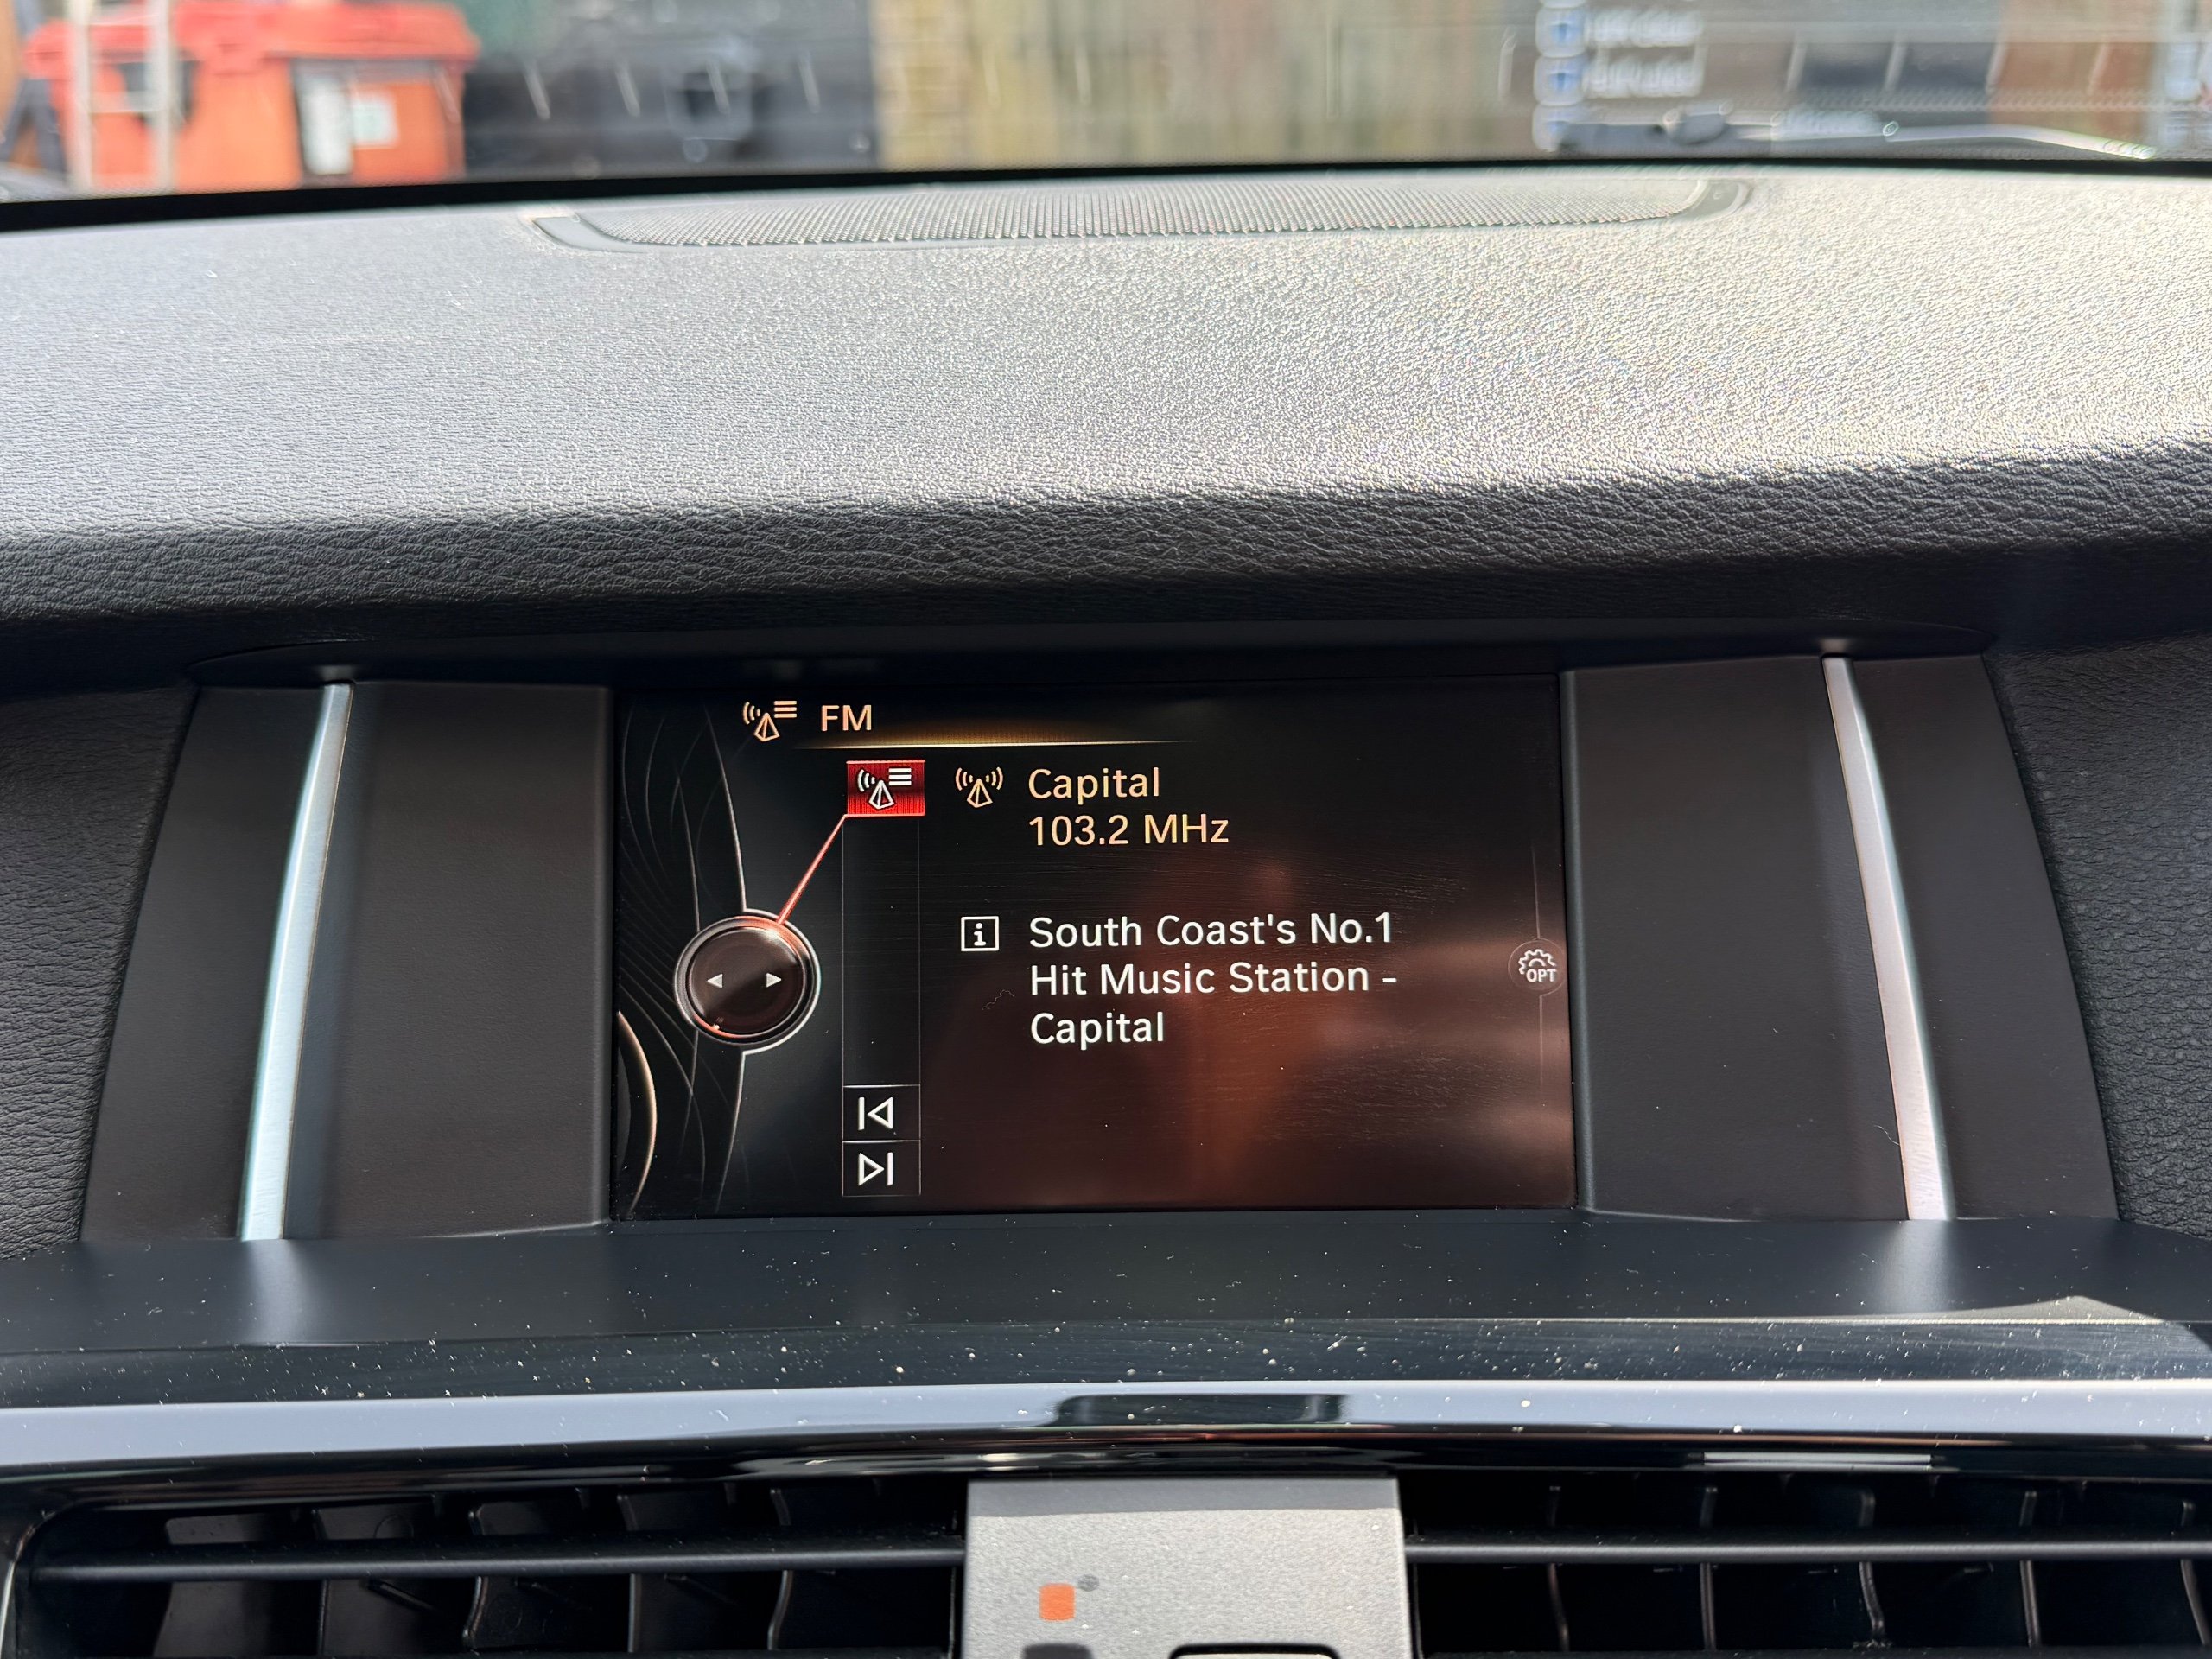 FM
Capital
103.2 MHz
South Coast's No.1
Hit Music Station -
Capital
OPT